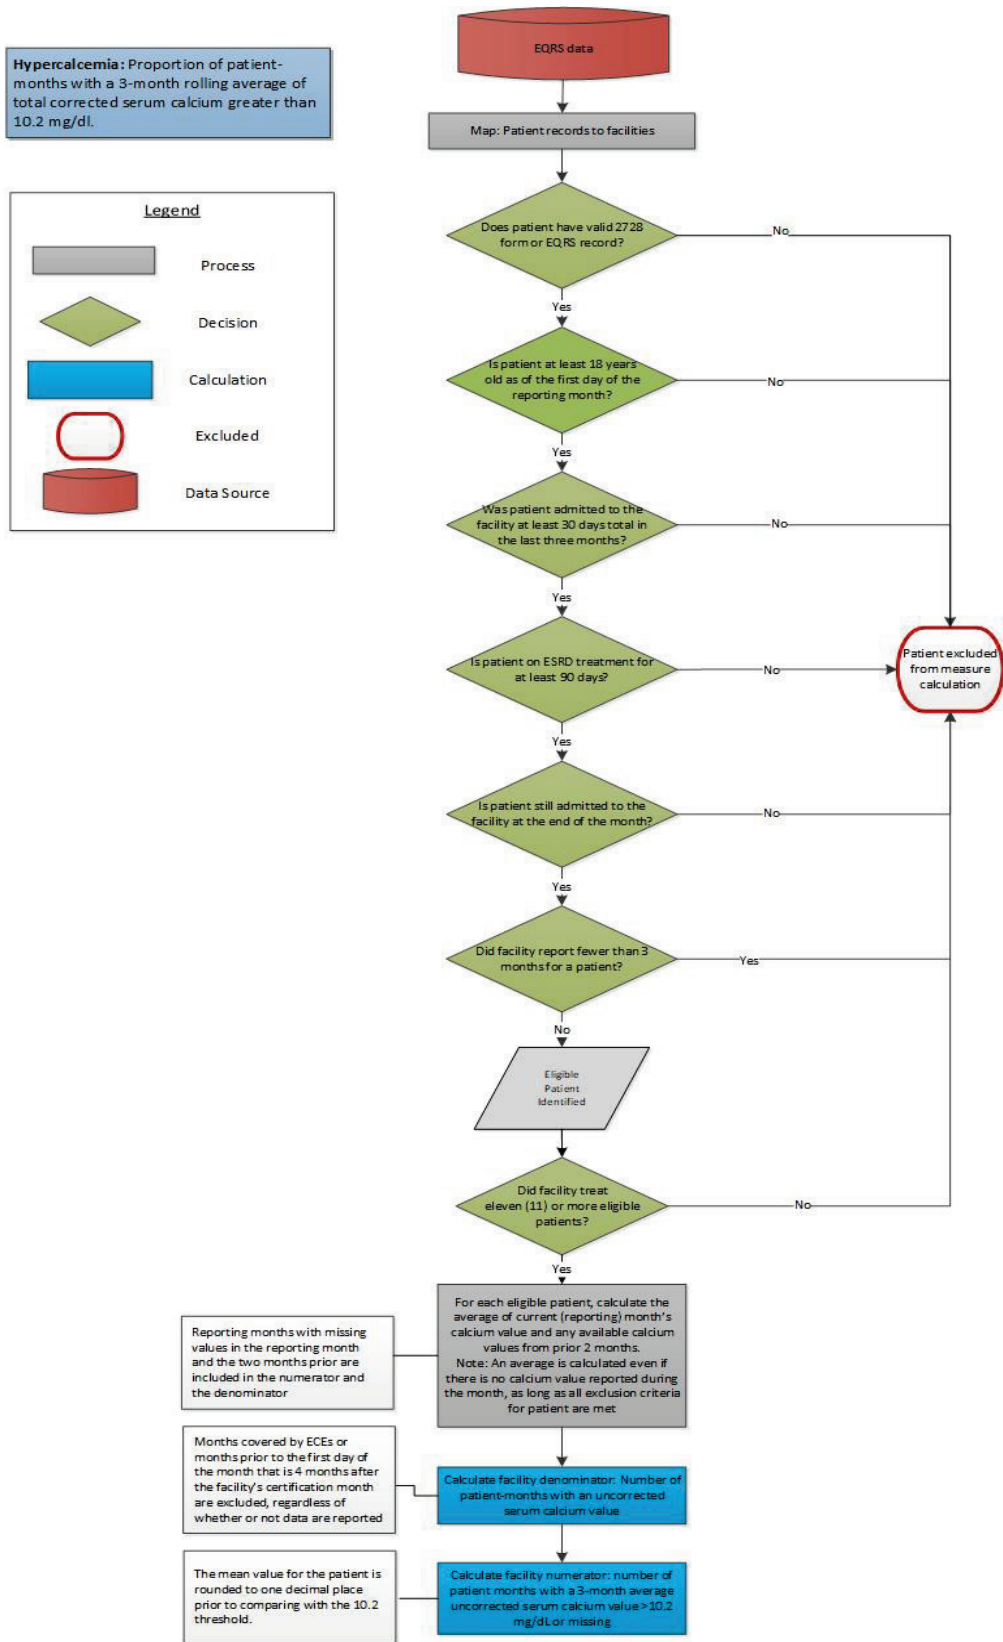 EQRS data
Hypercalcemia: Proportion of patient-
months with a 3-month rolling average of
total corrected serum calcium greater than
10.2 mg/dl.
Map: Patient records to facilities
Legend
Process
Decision
Calculation
Excluded
Data Source
Does patient have valid 2728
form or EQRS record?
No
Yes
Is patient at least 18 years
old as of the first day of the
reporting month?
No
Yes
Was patient admitted to the
facility at least 30 days total in
the last three months?
No
Yes
Is patient on ESRD treatment for
at least 90 days?
No
Patient excluded
from measure
calculation
Yes
Is patient still admitted to the
facility at the end of the month?
No
Yes
Did facility report fewer than 3
months for a patient?
Yes
No
Eligible
Patient
Identified
Did facility treat
eleven (11) or more eligible
patients?
No
Yes
For each eligible patient, calculate the
average of current (reporting) month's
calcium value and any available calcium
values from prior 2 months.
Note: An average is calculated even if
there is no calcium value reported during
the month, as long as all exclusion criteria
for patient are met
Reporting months with missing
values in the reporting month
and the two months prior are
included in the numerator and
the denominator
Months covered by ECEs or
months prior to the first day of
the month that is 4 months after
the facility's certification month
are excluded, regardless of
whether or not data are reported
Calculate facility denominator: Number of
patient-months with an uncorrected
serum calcium value
The mean value for the patient is
rounded to one decimal place
prior to comparing with the 10.2
threshold.
Calculate facility numerator: number of
patient months with a 3-month average
uncorrected serum calcium value >10.2
mg/dL or missing